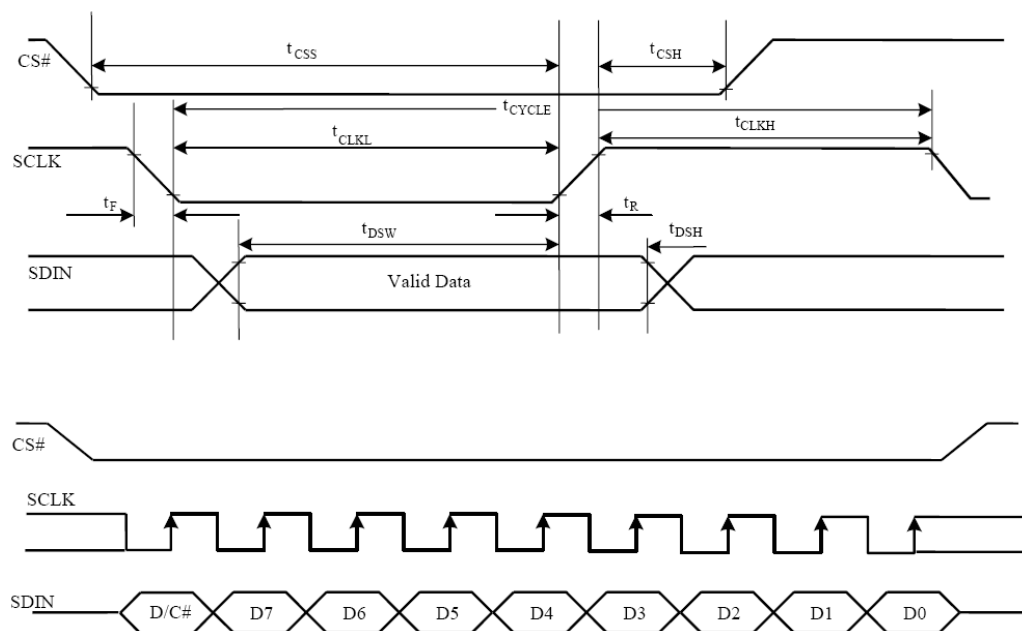 CS#
tCSS
tCSH
tCYCLE
tCLKL
tCLKH
SCLK
tF
tR
tDSW
tDSH
SDIN
Valid Data
CS#
SCLK
SDIN
D/C# D7 D6 D5 D4 D3 D2 D1 D0